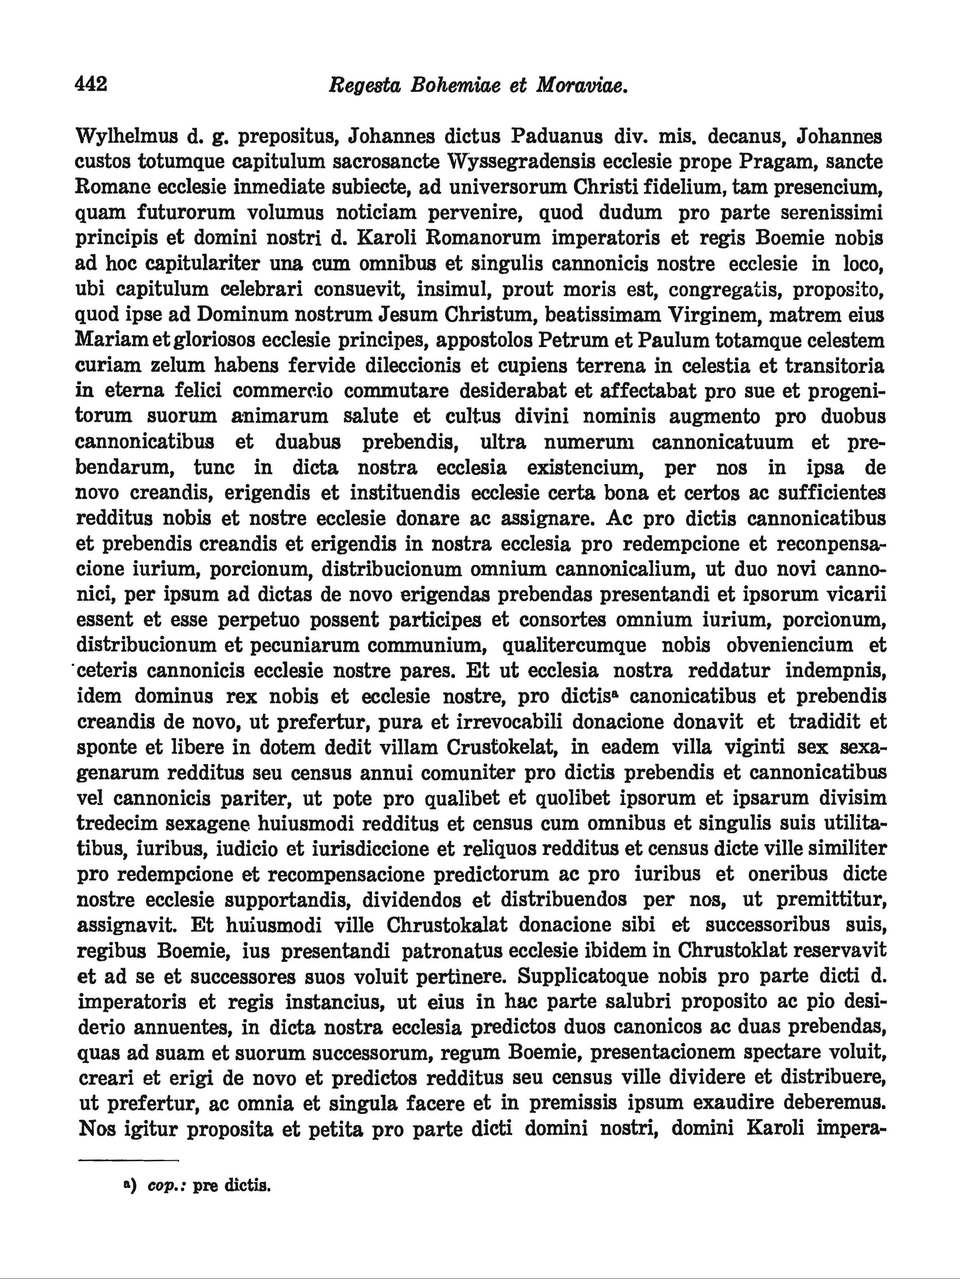 442 Regesta Bohemiae et Moraviae.
Wylhelmus d. g. prepositus, Johannes dictus Paduanus div. mis. decanus, Johannes
custos totumque capitulum sacrosancte Wyssegradensis ecclesie prope Pragam, sancte
Romane ecclesie inmediate subiecte, ad universorum Christi fidelium, tam presencium,
quam futurorum volumus noticiam pervenire, quod dudum pro parte serenissimi
principis et domini nostri d. Karoli Romanorum imperatoris et regis Boemie nobis
ad hoc capitulariter una cum omnibus et singulis cannonicis nostre ecclesie in loco,
ubi capitulum celebrari consuevit, insimul, prout moris est, congregatis, proposito,
quod ipse ad Dominum nostrum Jesum Christum, beatissimam Virginem, matrem eius
Mariam et gloriosos ecclesie principes, appostolos Petrum et Paulum totamque celestem
curiam zelum habens fervide dileccionis et cupiens terrena in celestia et transitoria
in eterna felici commercio commutare desiderabat et affectabat pro sue et progeni-
torum suorum animarum salute et cultus divini nominis augmento pro duobus
cannonicatibus et duabus prebendis, ultra numerum cannonicatuum et pre-
bendarum, tunc in dicta nostra ecclesia existencium, per nos in ipsa de
novo creandis, erigendis et instituendis ecclesie certa bona et certos ac sufficientes
redditus nobis et nostre ecclesie donare ac assignare. Ac pro dictis cannonicatibus
et prebendis creandis et erigendis in nostra ecclesia pro redempcione et reconpensa-
cione iurium, porcionum, distribucionum omnium cannonicalium, ut duo novi canno-
nici, per ipsum ad dictas de novo erigendas prebendas presentandi et ipsorum vicarii
essent et esse perpetuo possent participes et consortes omnium iurium, porcionum,
distribucionum et pecuniarum communium, qualitercumque nobis obveniencium et
ceteris cannonicis ecclesie nostre pares. Et ut ecclesia nostra reddatur indempnis,
idem dominus rex nobis et ecclesie nostre, pro dictisª canonicatibus et prebendis
creandis de novo, ut prefertur, pura et irrevocabili donacione donavit et tradidit et
sponte et libere in dotem dedit villam Crustokelat, in eadem villa viginti sex sexa-
genarum redditus seu census annui comuniter pro dictis prebendis et cannonicatibus
vel cannonicis pariter, ut pote pro qualibet et quolibet ipsorum et ipsarum divisim
tredecim sexagene huiusmodi redditus et census cum omnibus et singulis suis utilita-
tibus, iuribus, iudicio et iurisdiccione et reliquos redditus et census dicte ville similiter
pro redempcione et recompensacione predictorum ac pro iuribus et oneribus dicte
nostre ecclesie supportandis, dividendos et distribuendos per nos, ut premittitur,
assignavit. Et huiusmodi ville Chrustokalat donacione sibi et successoribus suis,
regibus Boemie, ius presentandi patronatus ecclesie ibidem in Chrustoklat reservavit
et ad se et successores suos voluit pertinere. Supplicatoque nobis pro parte dicti d.
imperatoris et regis instancius, ut eius in hac parte salubri proposito ac pio desi-
derio annuentes, in dicta nostra ecclesia predictos duos canonicos ac duas prebendas,
quas ad suam et suorum successorum, regum Boemie, presentacionem spectare voluit,
creari et erigi de novo et predictos redditus seu census ville dividere et distribuere,
ut prefertur, ac omnia et singula facere et in premissis ipsum exaudire deberemus.
Nos igitur proposita et petita pro parte dicti domini nostri, domini Karoli impera-
ª) cop.: pre dictis.